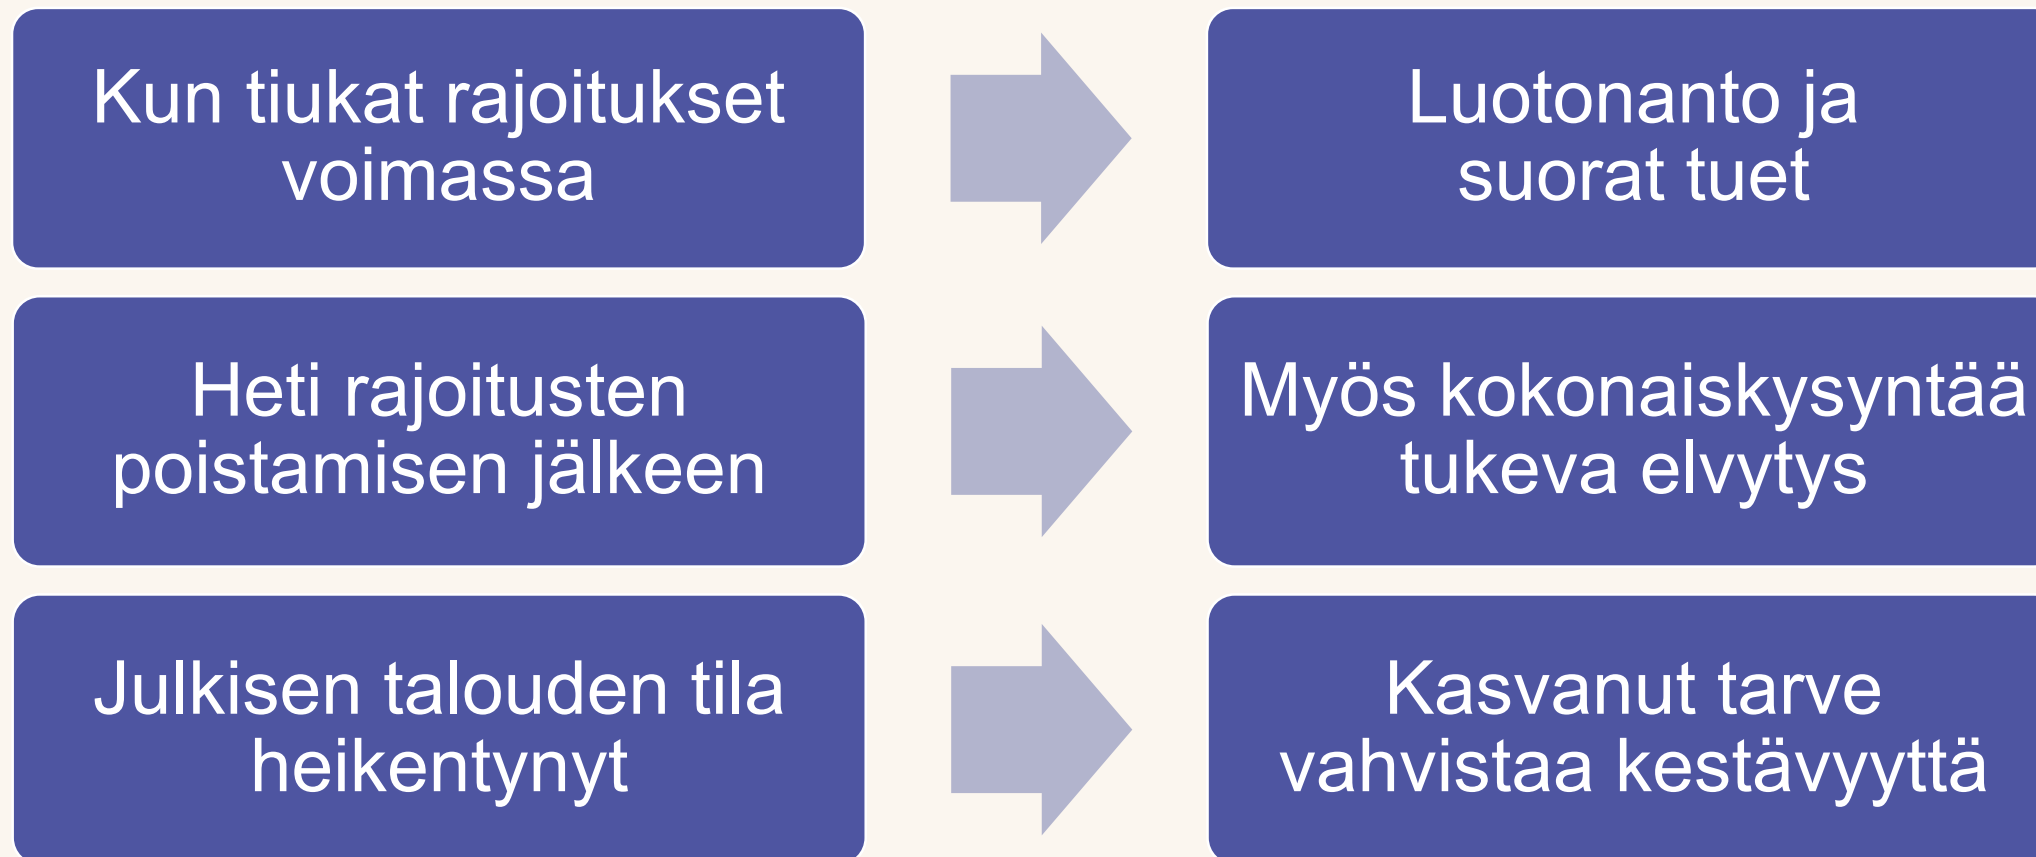 Kun tiukat rajoitukset
voimassa
Luotonanto ja
suorat tuet
Heti rajoitusten
poistamisen jälkeen
Myös kokonaiskysyntää
tukeva elvytys
Julkisen talouden tila
heikentynyt
Kasvanut tarve
vahvistaa kestävyyttä